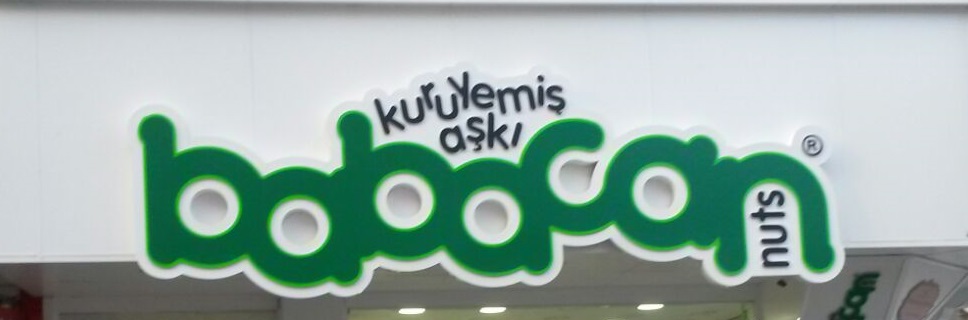 kuruyemiş
aşkı
babacan®
nuts